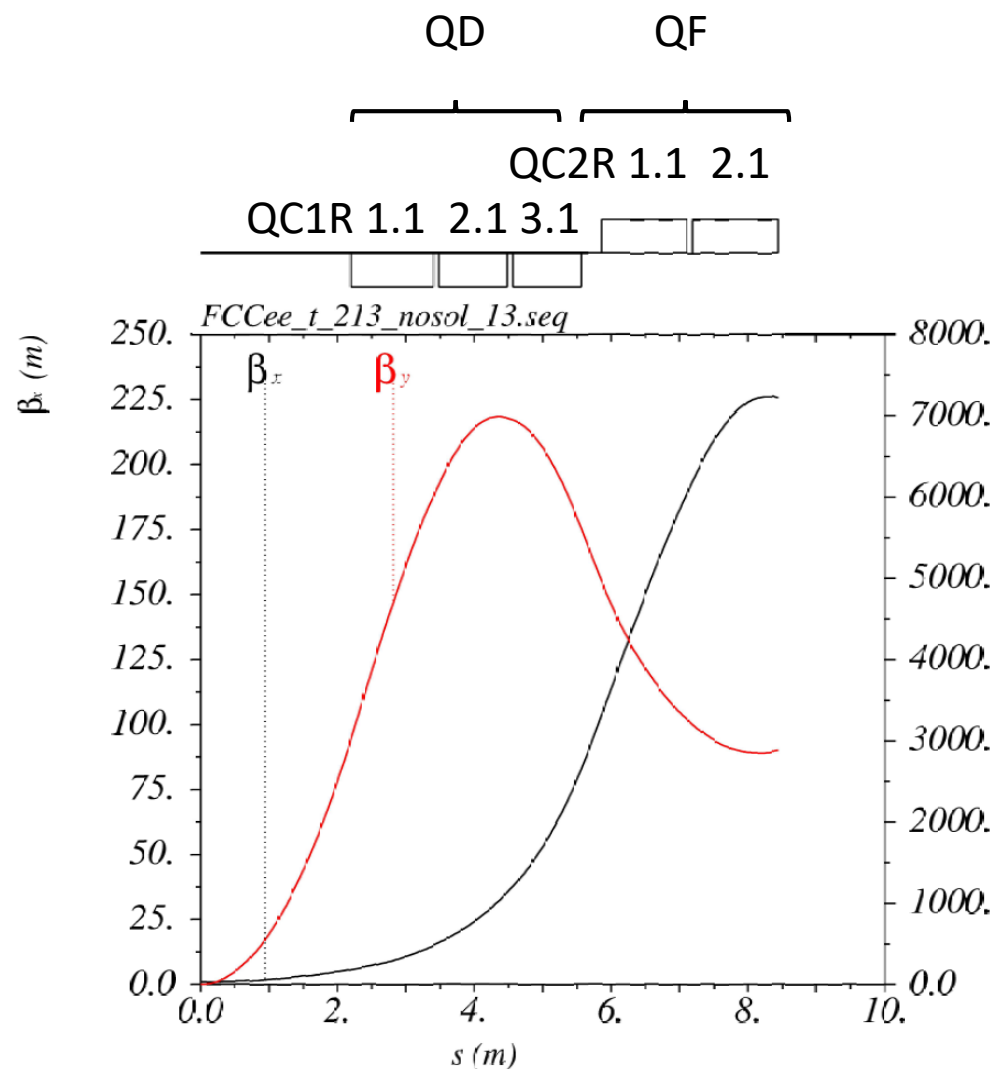 QD QF
QC2R 1.1 2.1
QC1R 1.1 2.1 3.1
FCCee_t_213_nosol_13.seq
βx (m)
βx βy
250.
225.
200.
175.
150.
125.
100.
75.
50.
25.
0.0
8000.
7000.
6000.
5000.
4000.
3000.
2000.
1000.
0.0
0.0 2. 4. 6. 8. 10.
s (m)